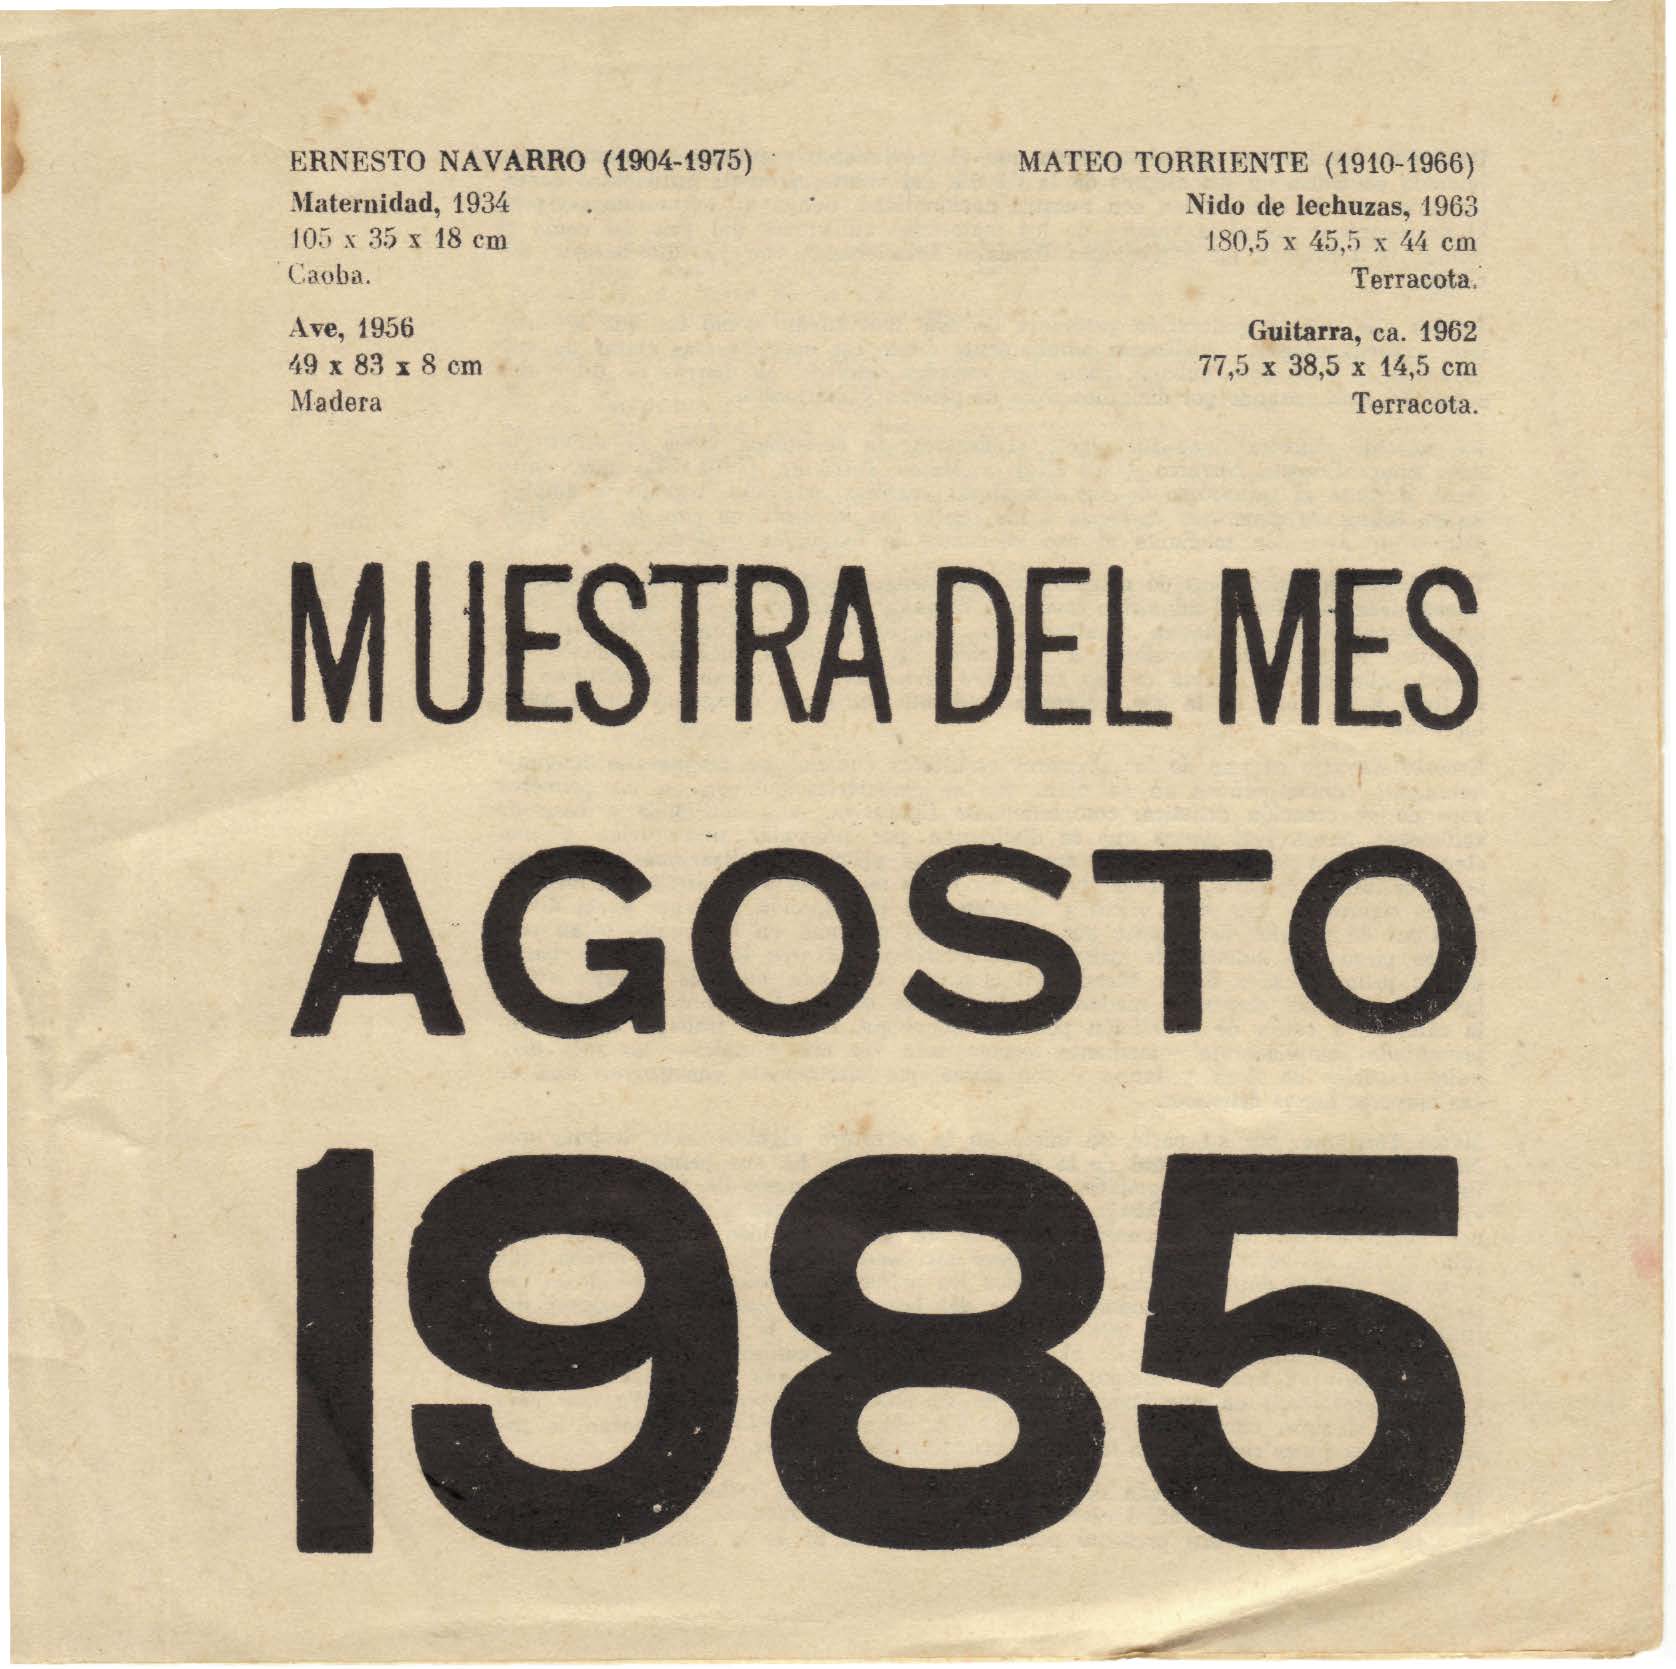 ERNESTO NAVARRO (1904-1975)
Maternidad, 1934
105 x 35 x 18 cm
Caoba.
Ave, 1956
49 x 83 x 8 cm
Madera
MATEO TORRIENTE (1910-1966)
Nido de lechuzas, 1963
180,5 x 45,5 x 44 cm
Terracota.
Guitarra, ca. 1962
77,5 x 38,5 x 14,5 cm
Terracota.
MUESTRA DEL MES
AGOSTO
1985